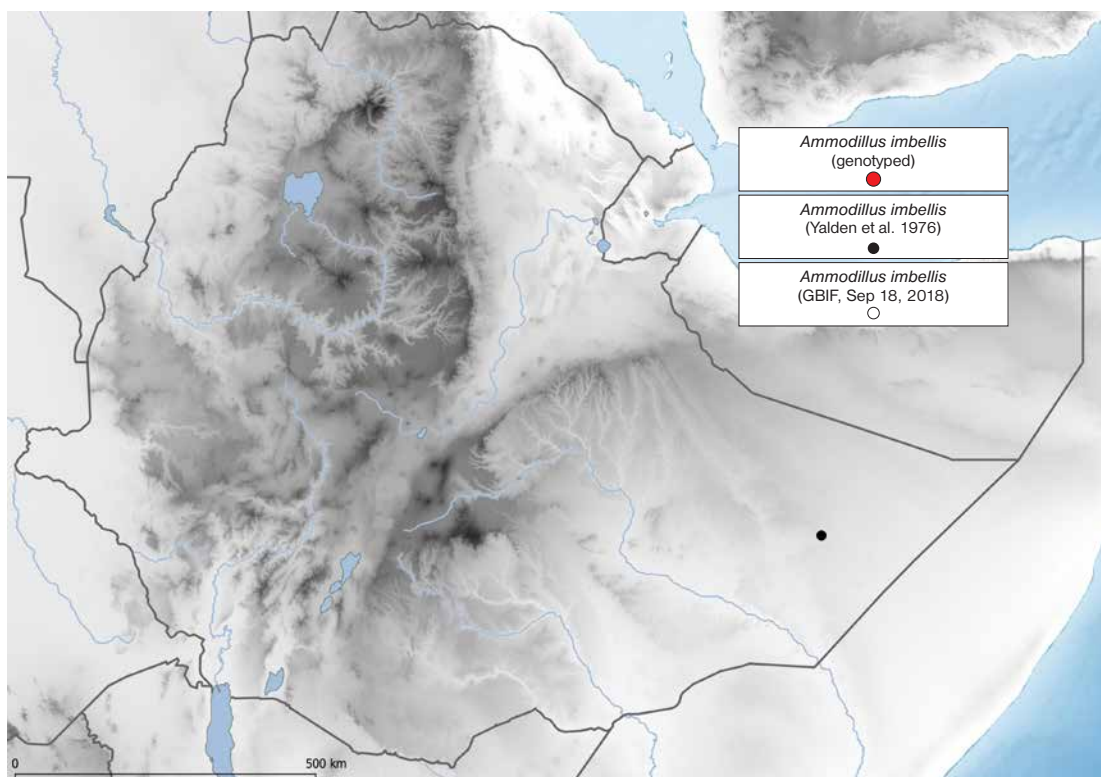 Ammodillus imbellis
(genotyped)
Ammodillus imbellis
(Yalden et al. 1976)
Ammodillus imbellis
(GBIF, Sep 18, 2018)
0
500 km